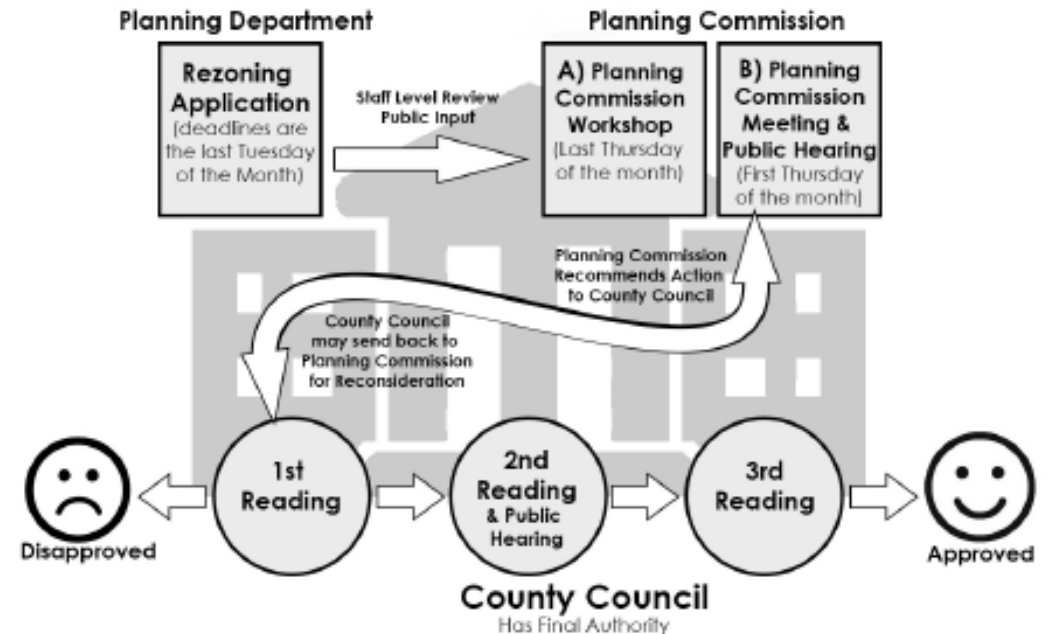 Planning Department
Planning Commission
Rezoning
Application
(deadlines are
the last Tuesday
of the Month)
Staff Level Review
Public Input
A) Planning
Commission
Workshop
(Last Thursday
of the month)
B) Planning
Commission
Meeting &
Public Hearing
(First Thursday
of the month)
Planning Commission
Recommends Action
to County Council
County Council
may send back to
Planning Commission
for Reconsideration
1st
Reading
2nd
Reading
& Public
Hearing
3rd
Reading
Disapproved
Approved
County Council
Has Final Authority